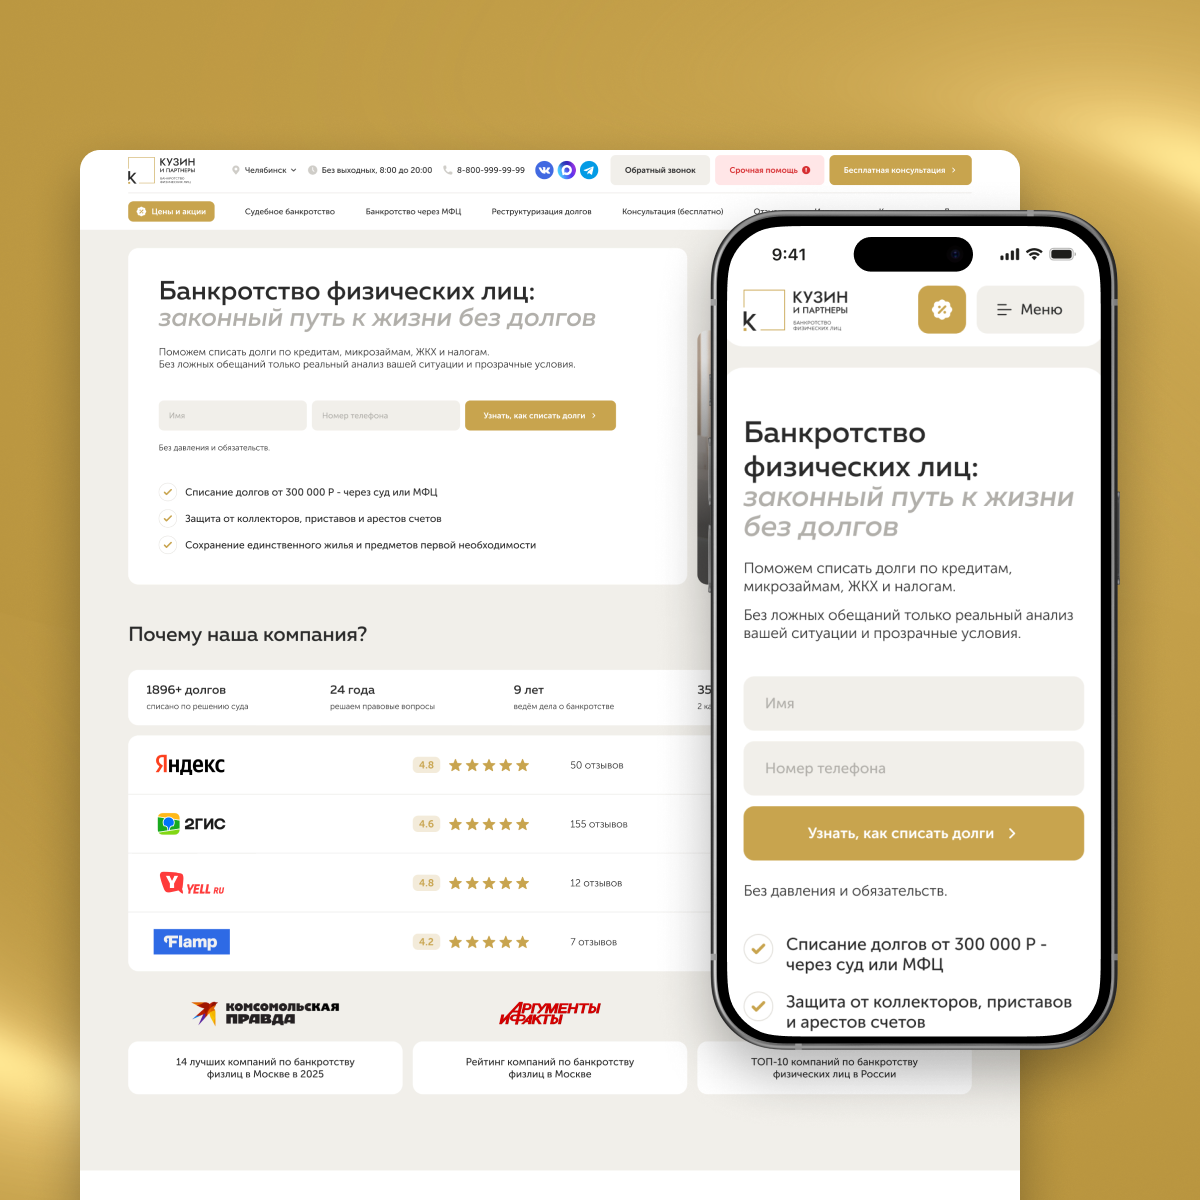 КУЗИН
И ПАРТНЕРЫ
БАНКРОТСТВО
ФИЗИЧЕСКИХ ЛИЦ
Челябинск
Без выходных, 8:00 до 20:00
8-800-999-99-99
Обратный звонок
Срочная помощь
Бесплатная консультация
Цены и акции
Судебное банкротство
Банкротство через МФЦ
Реструктуризация долгов
Консультация (бесплатно)
Банкротство физических лиц:
законный путь к жизни без долгов
Поможем списать долги по кредитам, микрозаймам, ЖКХ и налогам.
Без ложных обещаний только реальный анализ вашей ситуации и прозрачные условия.
Имя
Номер телефона
Узнать, как списать долги
Без давления и обязательств.
Списание долгов от 300 000 Р - через суд или МФЦ
Защита от коллекторов, приставов и арестов счетов
Сохранение единственного жилья и предметов первой необходимости
Почему наша компания?
1896+ долгов
списано по решению суда
24 года
решаем правовые вопросы
9 лет
ведём дела о банкротстве
35
2 ка
Яндекс
4.8
50 отзывов
2ГИС
4.6
155 отзывов
YELL RU
4.8
12 отзывов
Flamp
4.2
7 отзывов
КОМСОМОЛЬСКАЯ
ПРАВДА
АРГУМЕНТЫ
И ФАКТЫ
14 лучших компаний по банкротству
физлиц в Москве в 2025
Рейтинг компаний по банкротству
физлиц в Москве
ТОП-10 компаний по банкротству
физических лиц в России
9:41
КУЗИН
И ПАРТНЕРЫ
БАНКРОТСТВО
ФИЗИЧЕСКИХ ЛИЦ
Меню
Банкротство
физических лиц:
законный путь к жизни
без долгов
Поможем списать долги по кредитам,
микрозаймам, ЖКХ и налогам.
Без ложных обещаний только реальный анализ
вашей ситуации и прозрачные условия.
Имя
Номер телефона
Узнать, как списать долги
Без давления и обязательств.
Списание долгов от 300 000 Р -
через суд или МФЦ
Защита от коллекторов, приставов
и арестов счетов